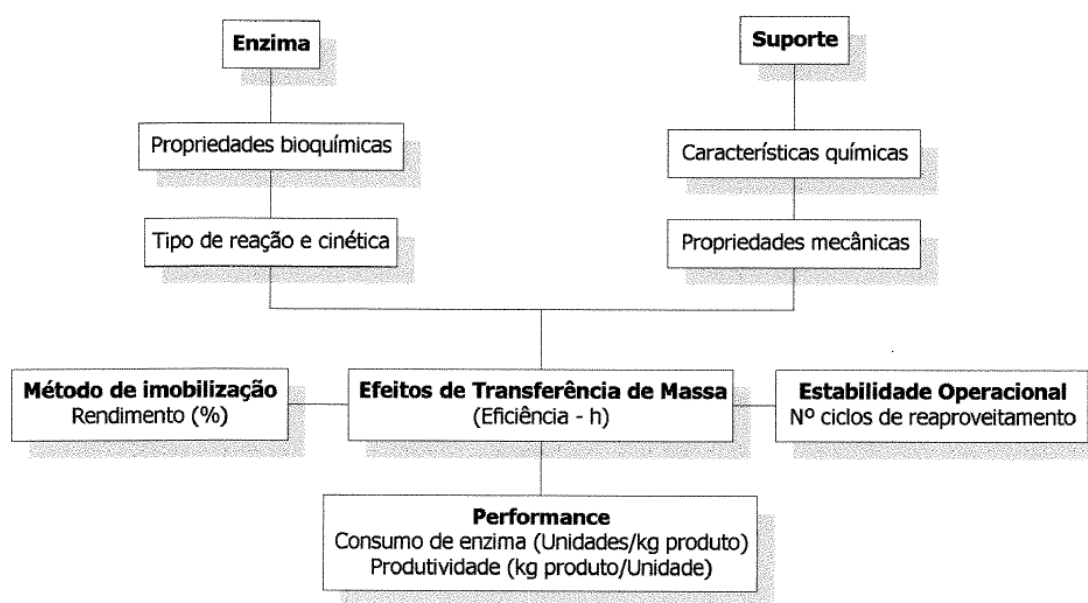 Enzima
Suporte
Propriedades bioquímicas
Características químicas
Tipo de reação e cinética
Propriedades mecânicas
Método de imobilização
Rendimento (%)
Efeitos de Transferência de Massa
(Eficiência - h)
Estabilidade Operacional
Nº ciclos de reaproveitamento
Performance
Consumo de enzima (Unidades/kg produto)
Produtividade (kg produto/Unidade)